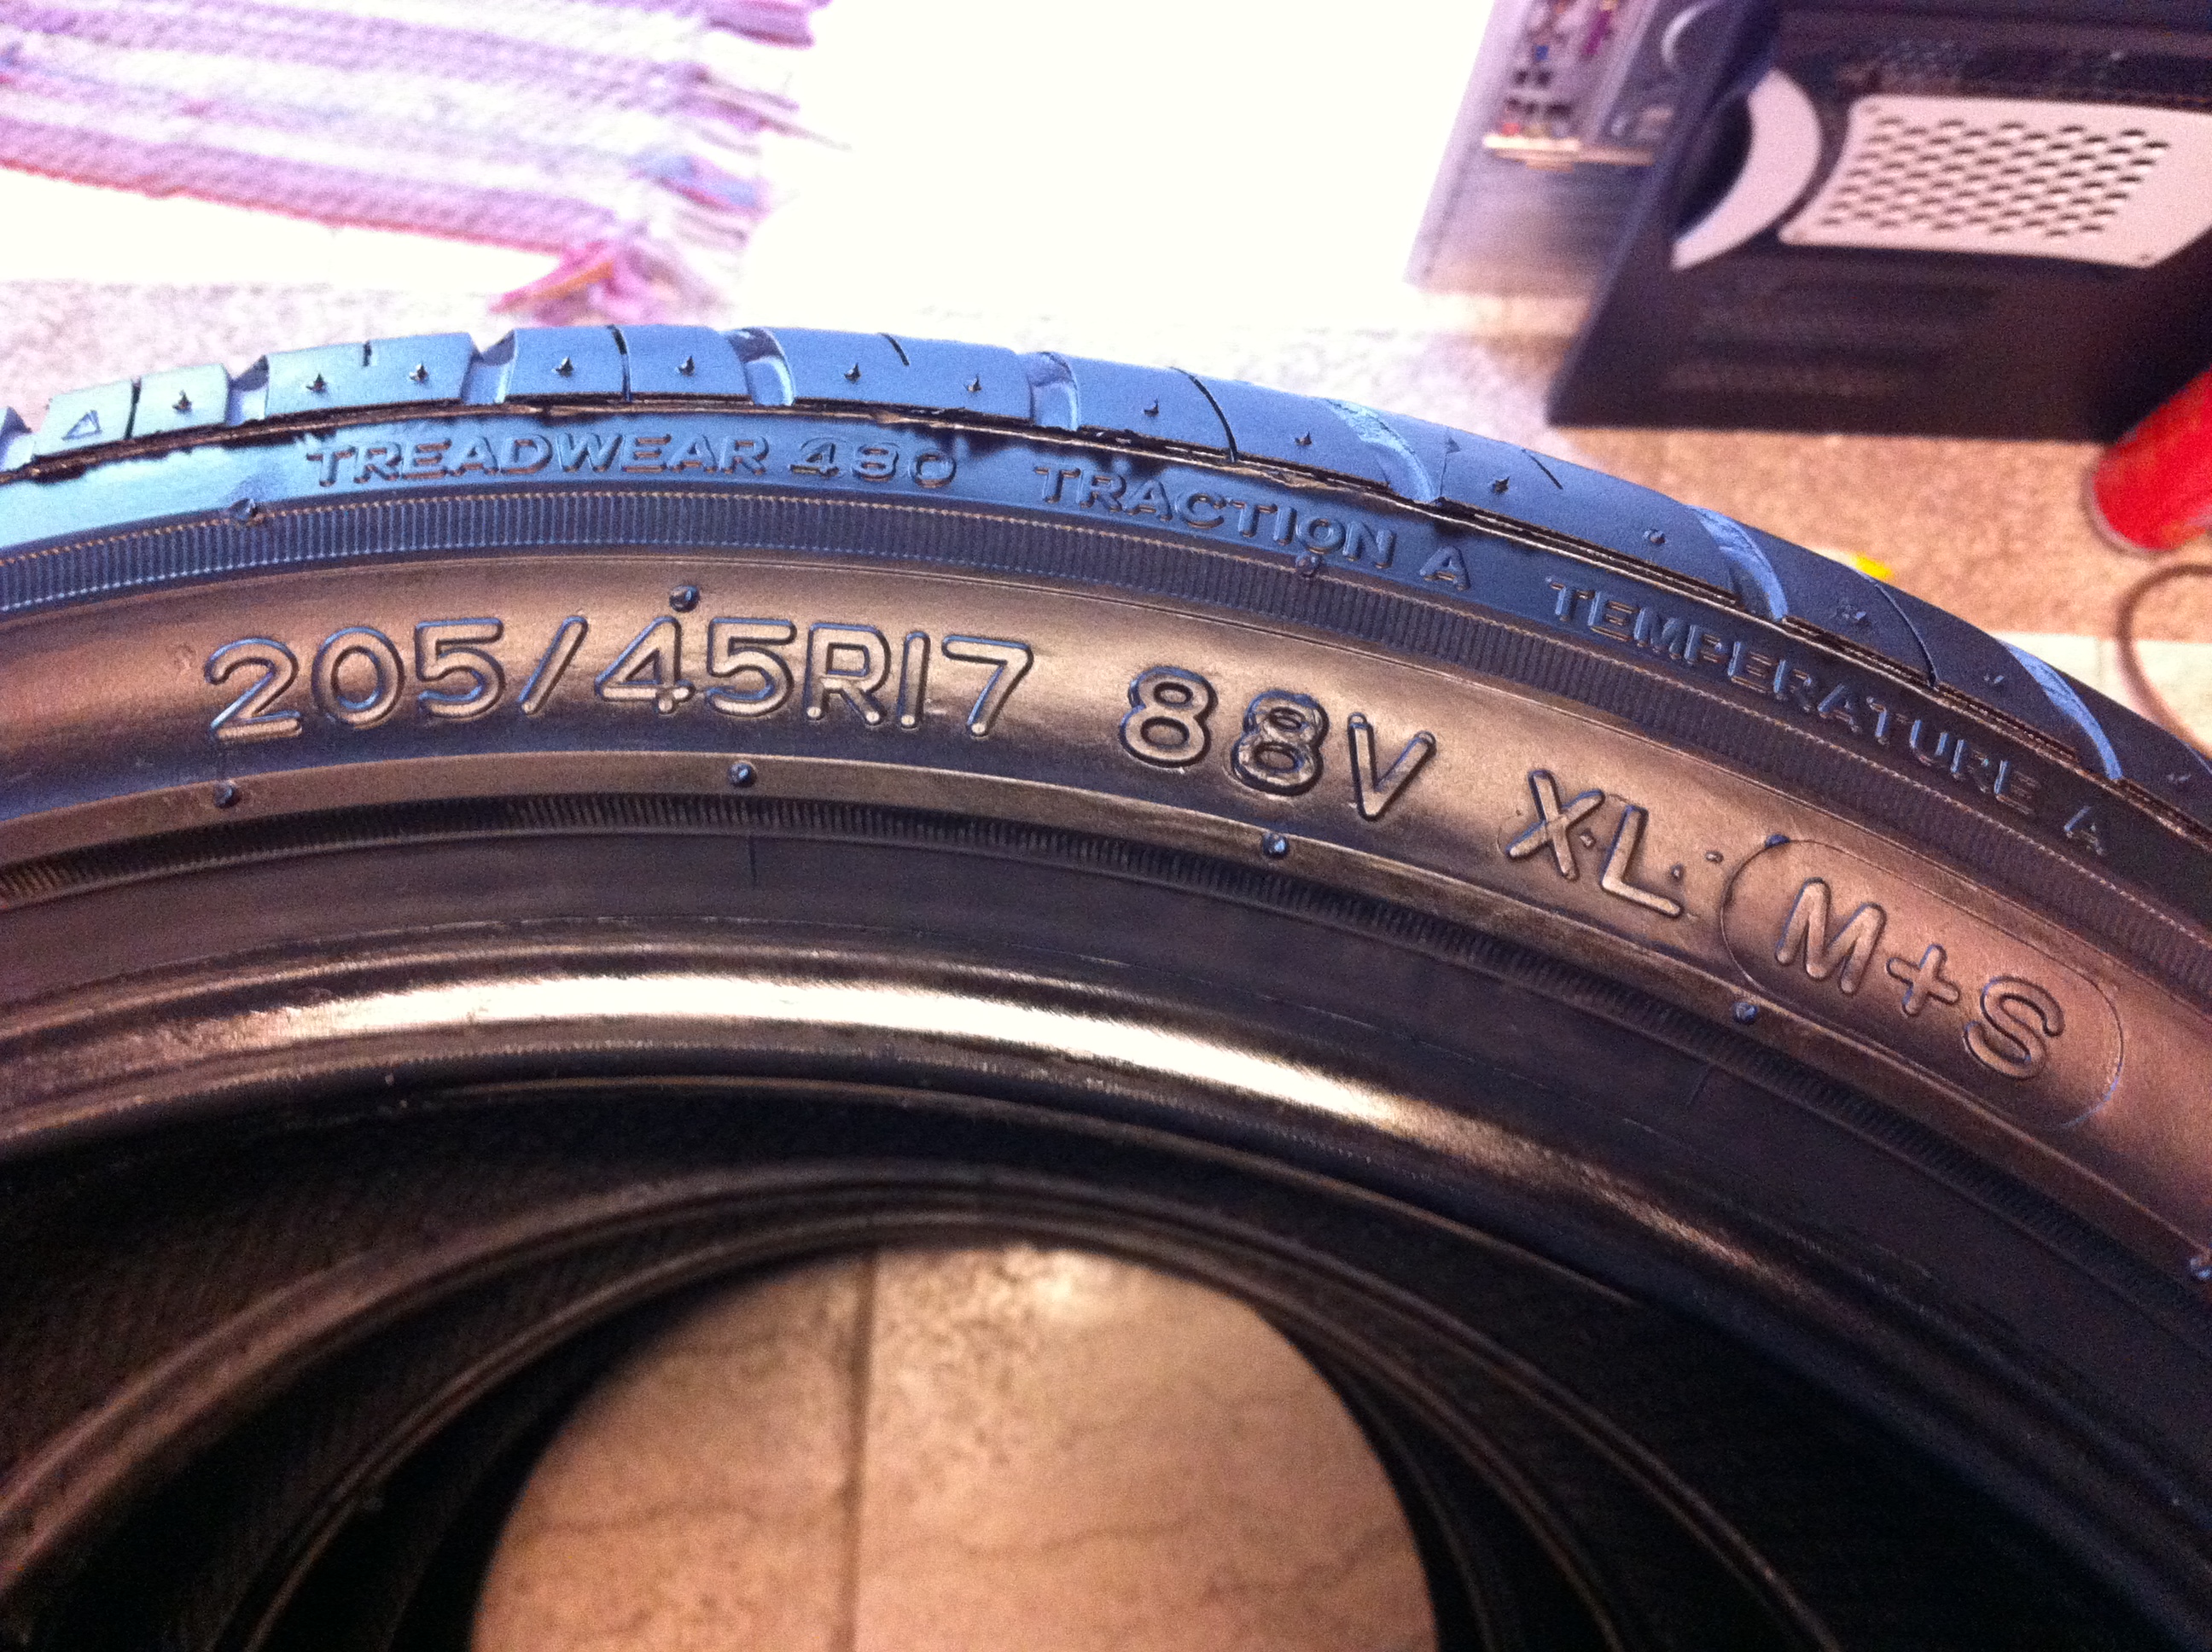 TREADWEAR 480 TRACTION A TEMPERATURE A
205/45R17 88V XL M+S